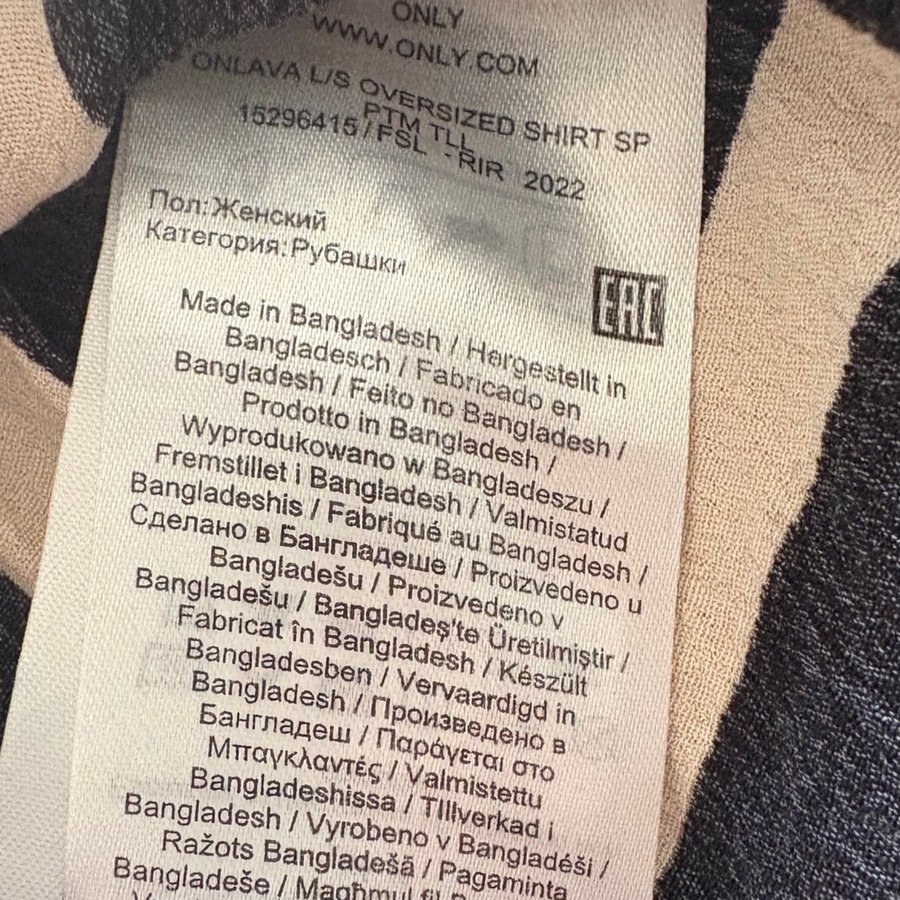 ONLY
www.ONLY.COM
ONLAVA L/S OVERSIZED SHIRT SP
PTM TLL
15296415 / FSL - RIR 2022
Пол:Женский
Категория:Рубашки
EAC
Made in Bangladesh / Hergestellt in
Bangladesch / Fabricado en
Bangladesh / Feito no Bangladesh /
Prodotto in Bangladesh /
Wyprodukowano w Bangladeszu /
Fremstillet i Bangladesh / Valmistatud
Bangladeshis / Fabriqué au Bangladesh /
Сделано в Бангладеше / Proizvedeno u
Bangladešu / Proizvedeno v
Bangladešu / Bangladeş'te Üretilmiştir /
Fabricat în Bangladesh / Készült
Bangladesben / Vervaardigd in
Bangladesh / Произведено в
Бангладеш / Παράγεται στο
Μπαγκλαντές / Valmistettu
Bangladeshissa / TIllverkad i
Bangladesh / Vyrobeno v Bangladéši /
Ražots Bangladešā / Pagaminta
Bangladeše / Magħmul fil-